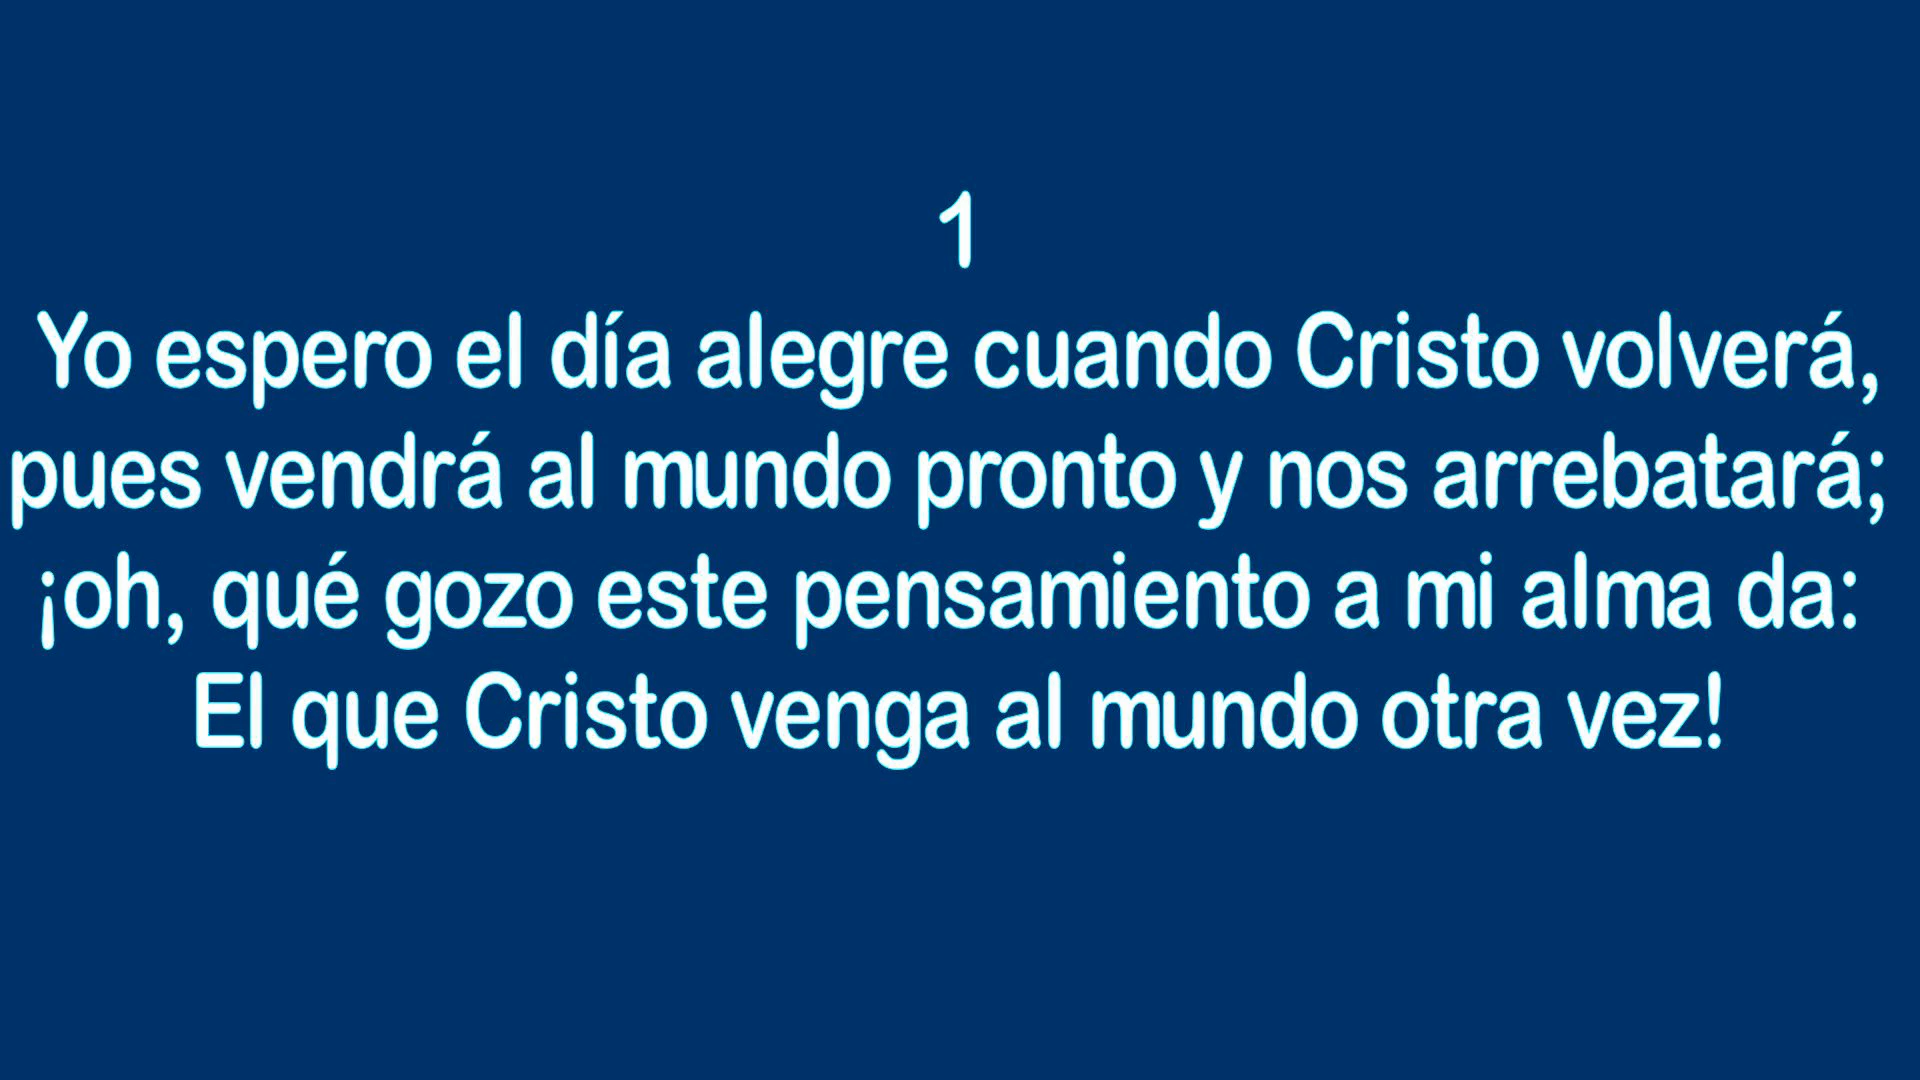 1
Yo espero el día alegre cuando Cristo volverá,
pues vendrá al mundo pronto y nos arrebatará;
¡oh, qué gozo este pensamiento a mi alma da:
El que Cristo venga al mundo otra vez!